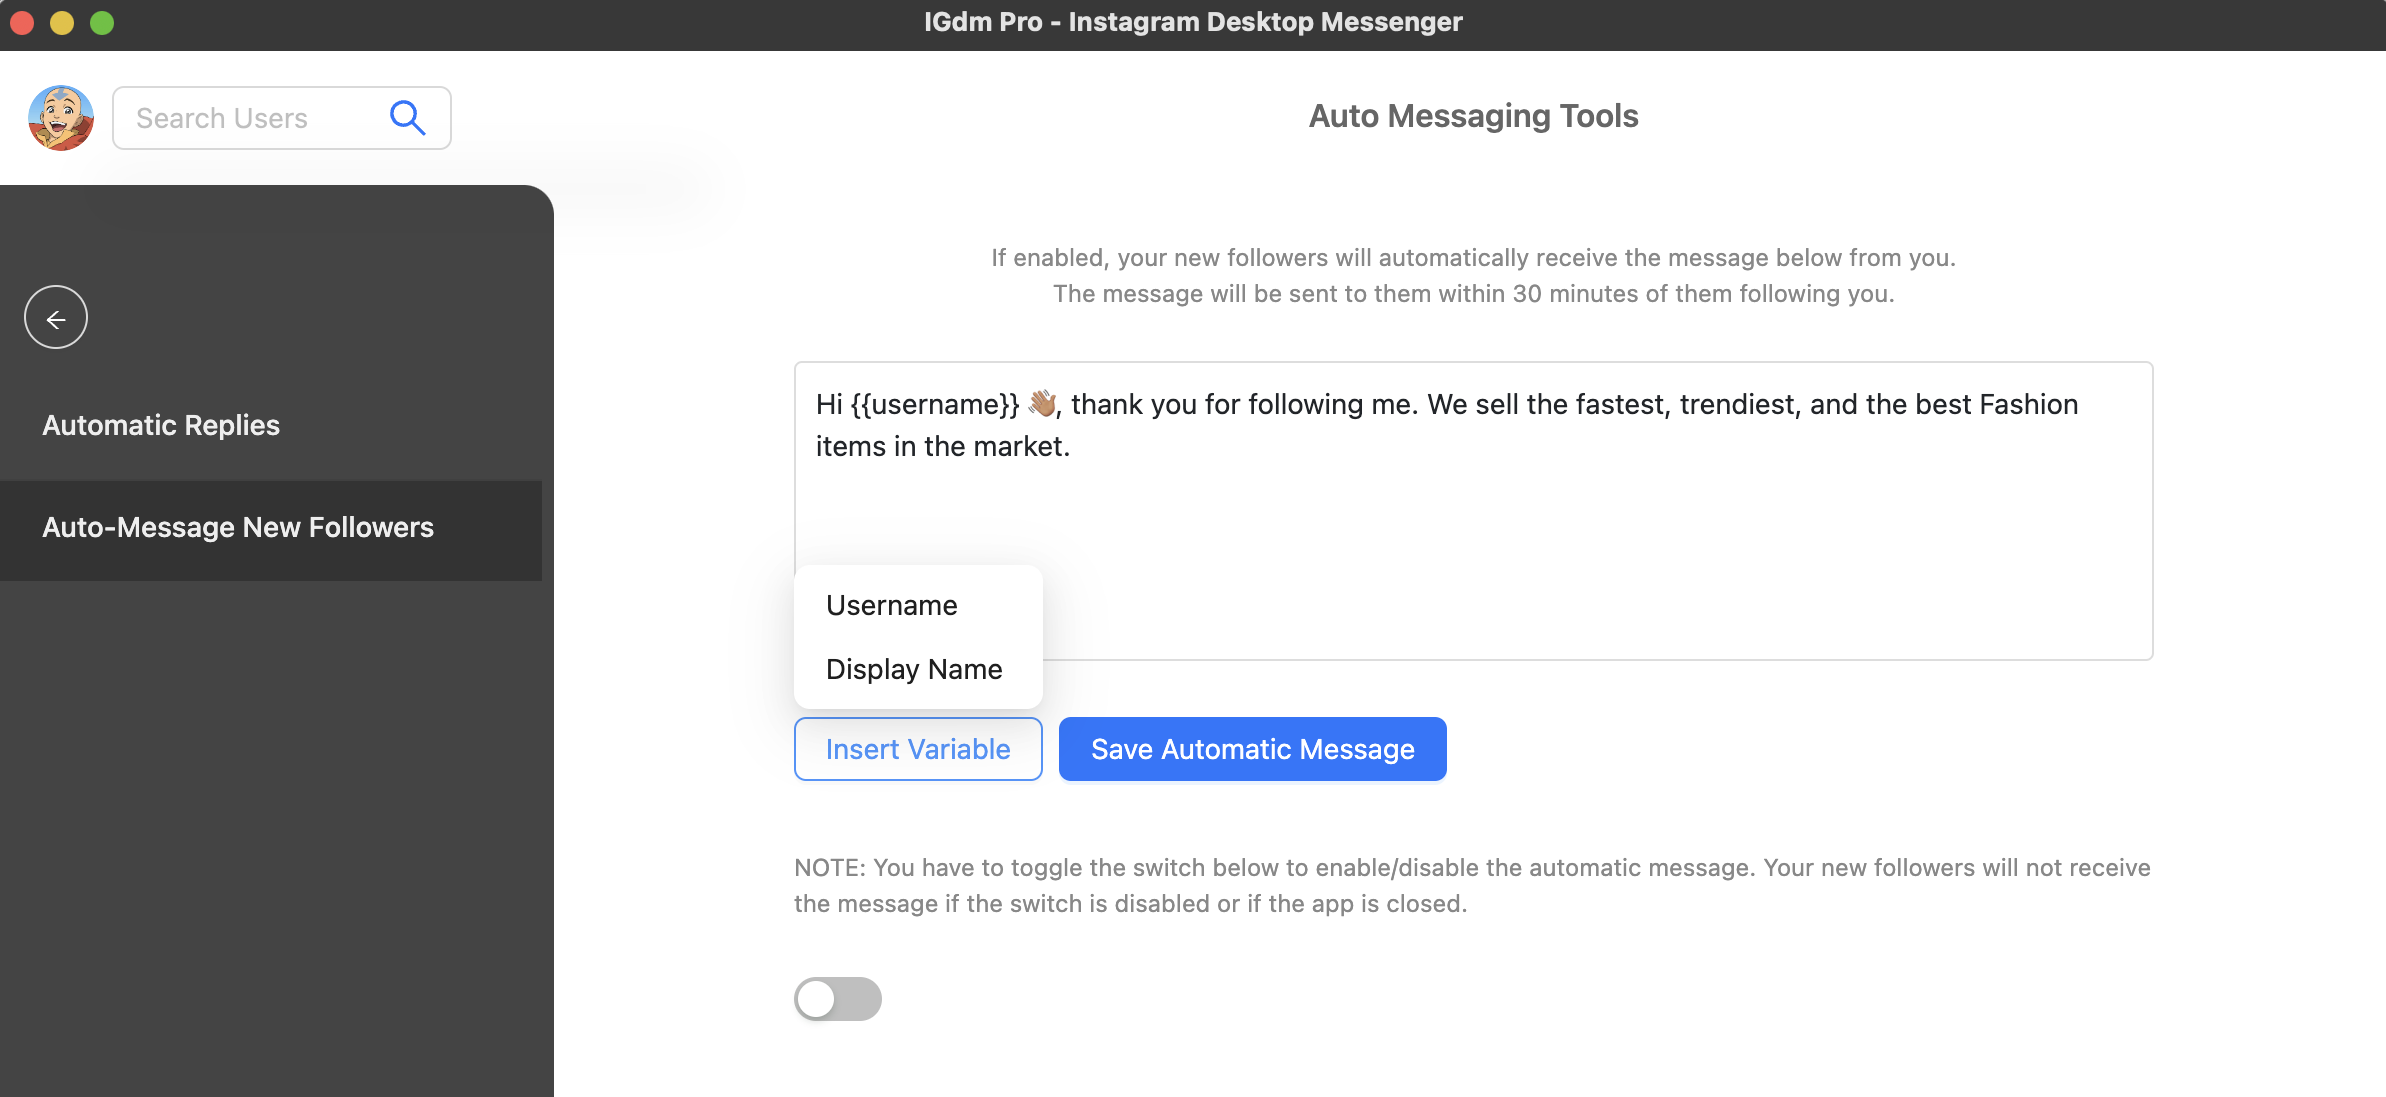 IGdm Pro - Instagram Desktop Messenger
Search Users
Auto Messaging Tools
Automatic Replies
Auto-Message New Followers
If enabled, your new followers will automatically receive the message below from you.
The message will be sent to them within 30 minutes of them following you.
Hi {{username}} 👋🏽, thank you for following me. We sell the fastest, trendiest, and the best Fashion
items in the market.
Username
Display Name
Insert Variable
Save Automatic Message
NOTE: You have to toggle the switch below to enable/disable the automatic message. Your new followers will not receive
the message if the switch is disabled or if the app is closed.